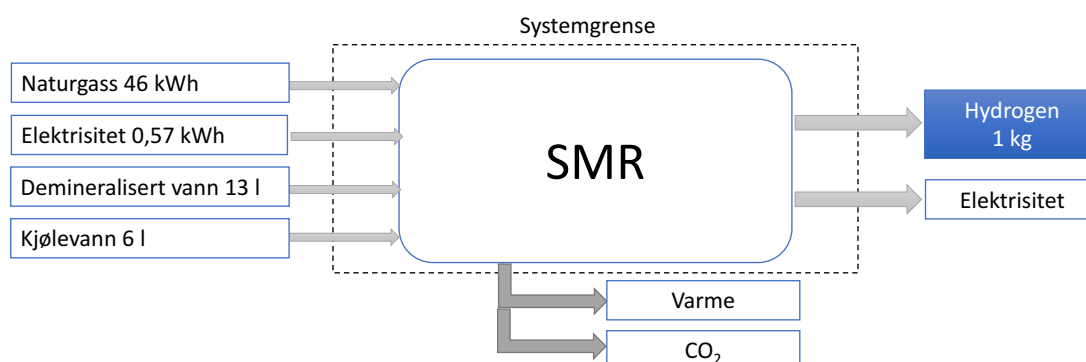 Systemgrense
Naturgass 46 kWh
Elektrisitet 0,57 kWh
Demineralisert vann 13 l
Kjølevann 6 l
SMR
Hydrogen
1 kg
Elektrisitet
Varme
CO₂